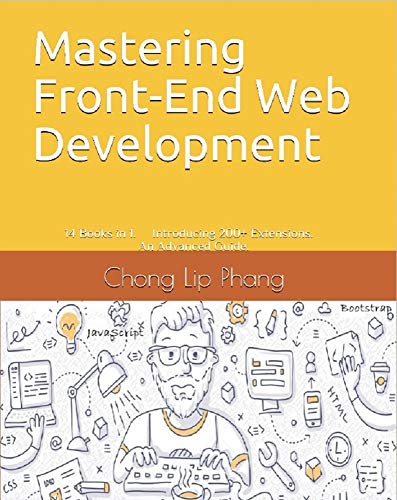 Mastering
Front-End Web
Development
14 Books in 1. Introducing 200+ Extensions.
An Advanced Guide.
Chong Lip Phang
JavaScript
Bootstrap
HTML
CSS